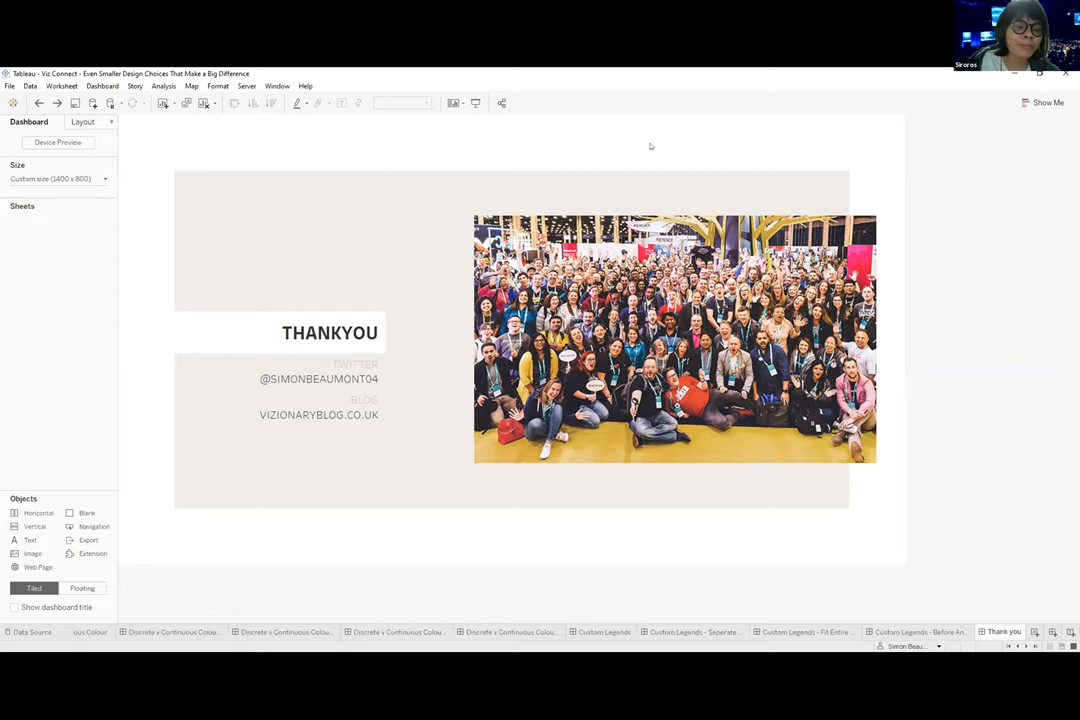 Siroros
Tableau - Viz Connect - Even Smaller Design Choices That Make a Big Difference
File Data Worksheet Dashboard Story Analysis Map Format Server Window Help
Show Me
Dashboard Layout
Device Preview
Size
Custom size (1400 x 800)
Sheets
THANKYOU
TWITTER
@SIMONBEAUMONT04
BLOG
VIZIONARYBLOG.CO.UK
Objects
Horizontal Blank
Vertical Navigation
Text Export
Image Extension
Web Page
Tiled Floating
Show dashboard title
Data Source ous Colour Discrete v Continuous Colou... Discrete v Continuous Colou... Discrete v Continuous Colou... Discrete v Continuous Colou... Custom Legends Custom Legends - Seperate ... Custom Legends - Fit Entire ... Custom Legends - Before An... Thank you
Simon Beau...